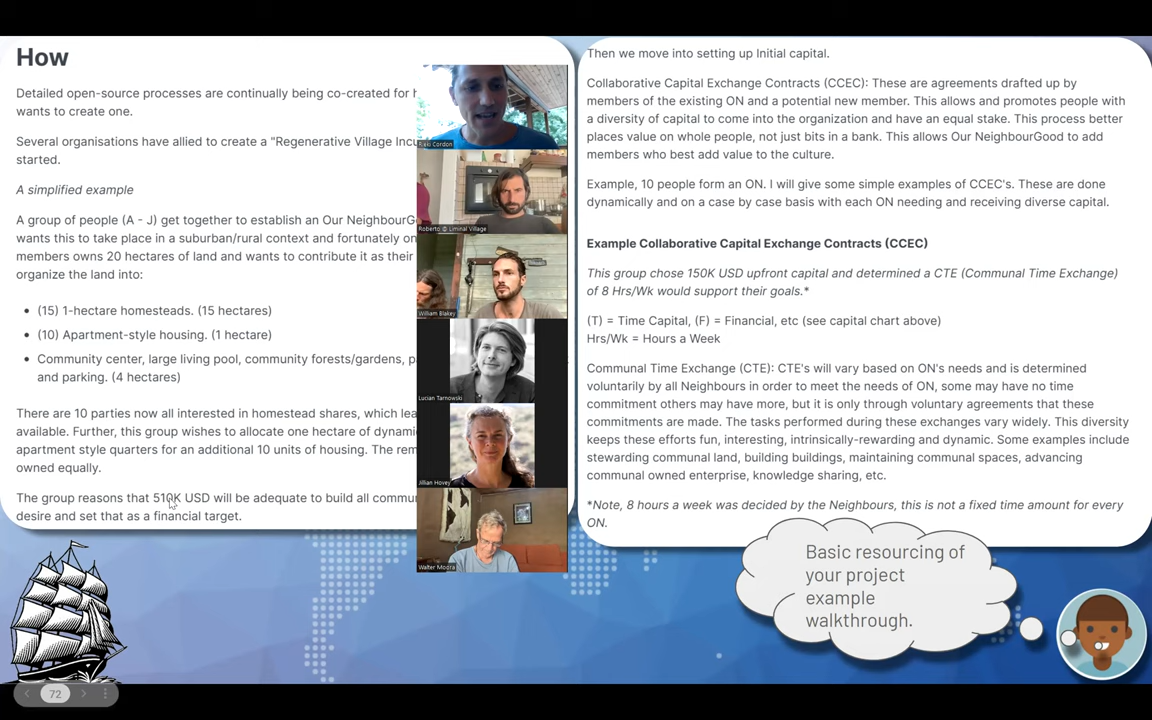 How
Detailed open-source processes are continually being co-created for h
wants to create one.
Several organisations have allied to create a "Regenerative Village Incu
started.
A simplified example
A group of people (A - J) get together to establish an Our NeighbourG
wants this to take place in a suburban/rural context and fortunately on
members owns 20 hectares of land and wants to contribute it as their
organize the land into:
• (15) 1-hectare homesteads. (15 hectares)
• (10) Apartment-style housing. (1 hectare)
• Community center, large living pool, community forests/gardens, pa
and parking. (4 hectares)
There are 10 parties now all interested in homestead shares, which lea
available. Further, this group wishes to allocate one hectare of dynami
apartment style quarters for an additional 10 units of housing. The rem
owned equally.
The group reasons that 510K USD will be adequate to build all commu
desire and set that as a financial target.
72
Cordon
Roberto @ Liminal Village
William Blakey
Lucian Tarnowski
Jillian Hovey
Walter Modra
Then we move into setting up Initial capital.
Collaborative Capital Exchange Contracts (CCEC): These are agreements drafted up by
members of the existing ON and a potential new member. This allows and promotes people with
a diversity of capital to come into the organization and have an equal stake. This process better
places value on whole people, not just bits in a bank. This allows Our NeighbourGood to add
members who best add value to the culture.
Example, 10 people form an ON. I will give some simple examples of CCEC's. These are done
dynamically and on a case by case basis with each ON needing and receiving diverse capital.
Example Collaborative Capital Exchange Contracts (CCEC)
This group chose 150K USD upfront capital and determined a CTE (Communal Time Exchange)
of 8 Hrs/Wk would support their goals.*
(T) = Time Capital, (F) = Financial, etc (see capital chart above)
Hrs/Wk = Hours a Week
Communal Time Exchange (CTE): CTE's will vary based on ON's needs and is determined
voluntarily by all Neighbours in order to meet the needs of ON, some may have no time
commitment others may have more, but it is only through voluntary agreements that these
commitments are made. The tasks performed during these exchanges vary widely. This diversity
keeps these efforts fun, interesting, intrinsically-rewarding and dynamic. Some examples include
stewarding communal land, building buildings, maintaining communal spaces, advancing
communal owned enterprise, knowledge sharing, etc.
*Note, 8 hours a week was decided by the Neighbours, this is not a fixed time amount for every
ON.
Basic resourcing of
your project
example
walkthrough.